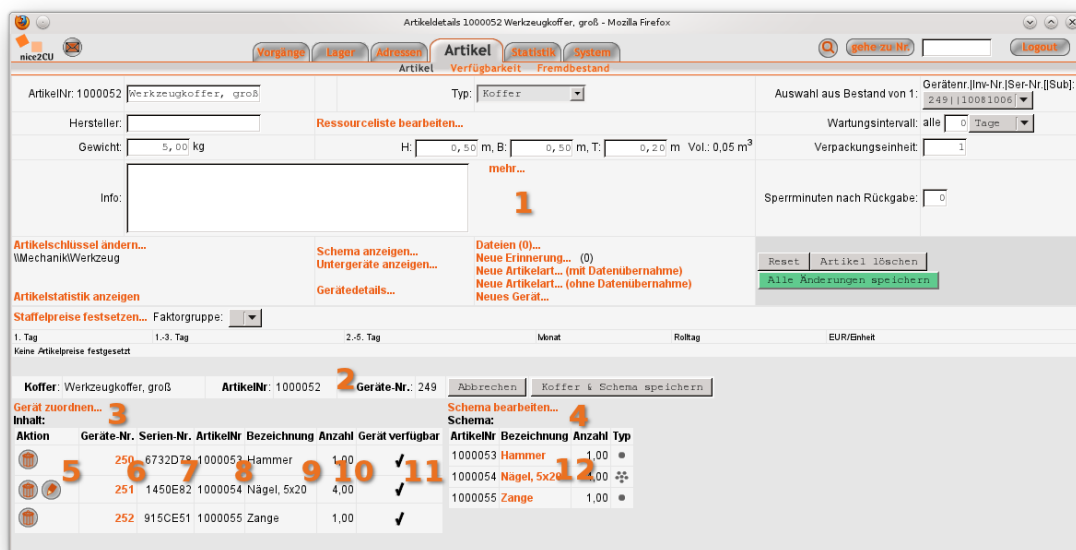 Artikeldetails 1000052 Werkzeugkoffer, groß - Mozilla Firefox
nice2CU Vorgänge Lager Adressen Artikel Statistik System gehe zu Nr. Logout
Artikel Verfügbarkeit Fremdbestand
ArtikelNr: 1000052 Werkzeugkoffer, groß Typ: Koffer Auswahl aus Bestand von 1: Gerätenr.|Inv-Nr.|Ser-Nr.[|Sub]:
249||10081006
Hersteller: Ressourceliste bearbeiten... Wartungsintervall: alle 0 Tage
Gewicht: 5,00 kg H: 0,50 m, B: 0,50 m, T: 0,20 m Vol.: 0,05 m³ Verpackungseinheit: 1
mehr...
Info: 1 Sperrminuten nach Rückgabe: 0
Artikelschlüssel ändern... Schema anzeigen... Dateien (0)...
\\Mechanik\Werkzeug Untergeräte anzeigen... Neue Erinnerung... (0) Reset Artikel löschen
Neue Artikelart... (mit Datenübernahme)
Neue Artikelart... (ohne Datenübernahme) Alle Änderungen speichern
Artikelstatistik anzeigen Gerätedetails... Neues Gerät...
Staffelpreise festsetzen... Faktorgruppe:
1. Tag 1.-3. Tag 2.-5. Tag Monat Rolltag EUR/Einheit
Keine Artikelpreise festgesetzt
Koffer: Werkzeugkoffer, groß ArtikelNr: 1000052 2 Geräte-Nr.: 249 Abbrechen Koffer & Schema speichern
Gerät zuordnen... 3 Schema bearbeiten... 4
Inhalt: Schema:
Aktion Geräte-Nr. Serien-Nr. ArtikelNr Bezeichnung Anzahl Gerät verfügbar ArtikelNr Bezeichnung Anzahl Typ
250 6732D78 1000053 Hammer 1,00 ✓ 1000053 Hammer 1,00
5 6 7 8 9 10 11 12
251 1450E82 1000054 Nägel, 5x20 4,00 ✓ 1000054 Nägel, 5x20 4,00
252 915CE51 1000055 Zange 1,00 ✓ 1000055 Zange 1,00